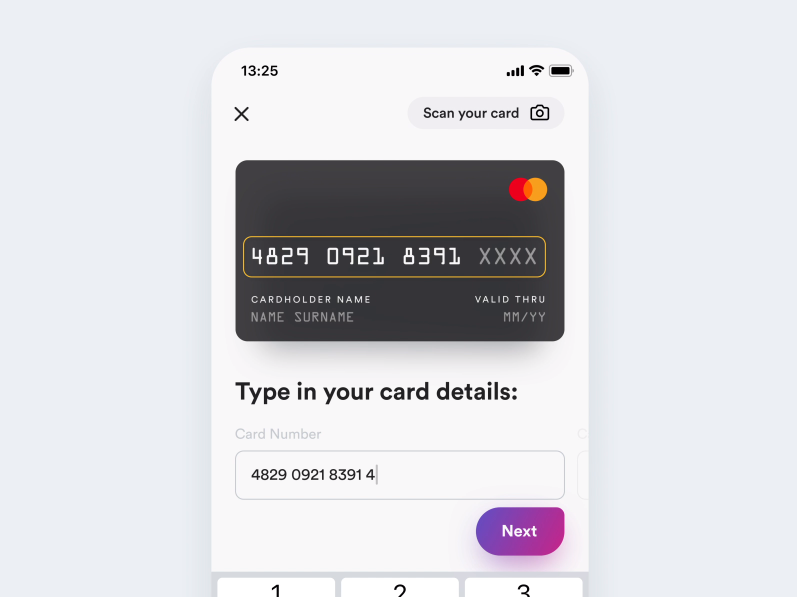 13:25
Scan your card
4829 0921 8391 XXXX
CARDHOLDER NAME VALID THRU
NAME SURNAME MM/YY
Type in your card details:
Card Number C
4829 0921 8391 4
Next
1 2 3